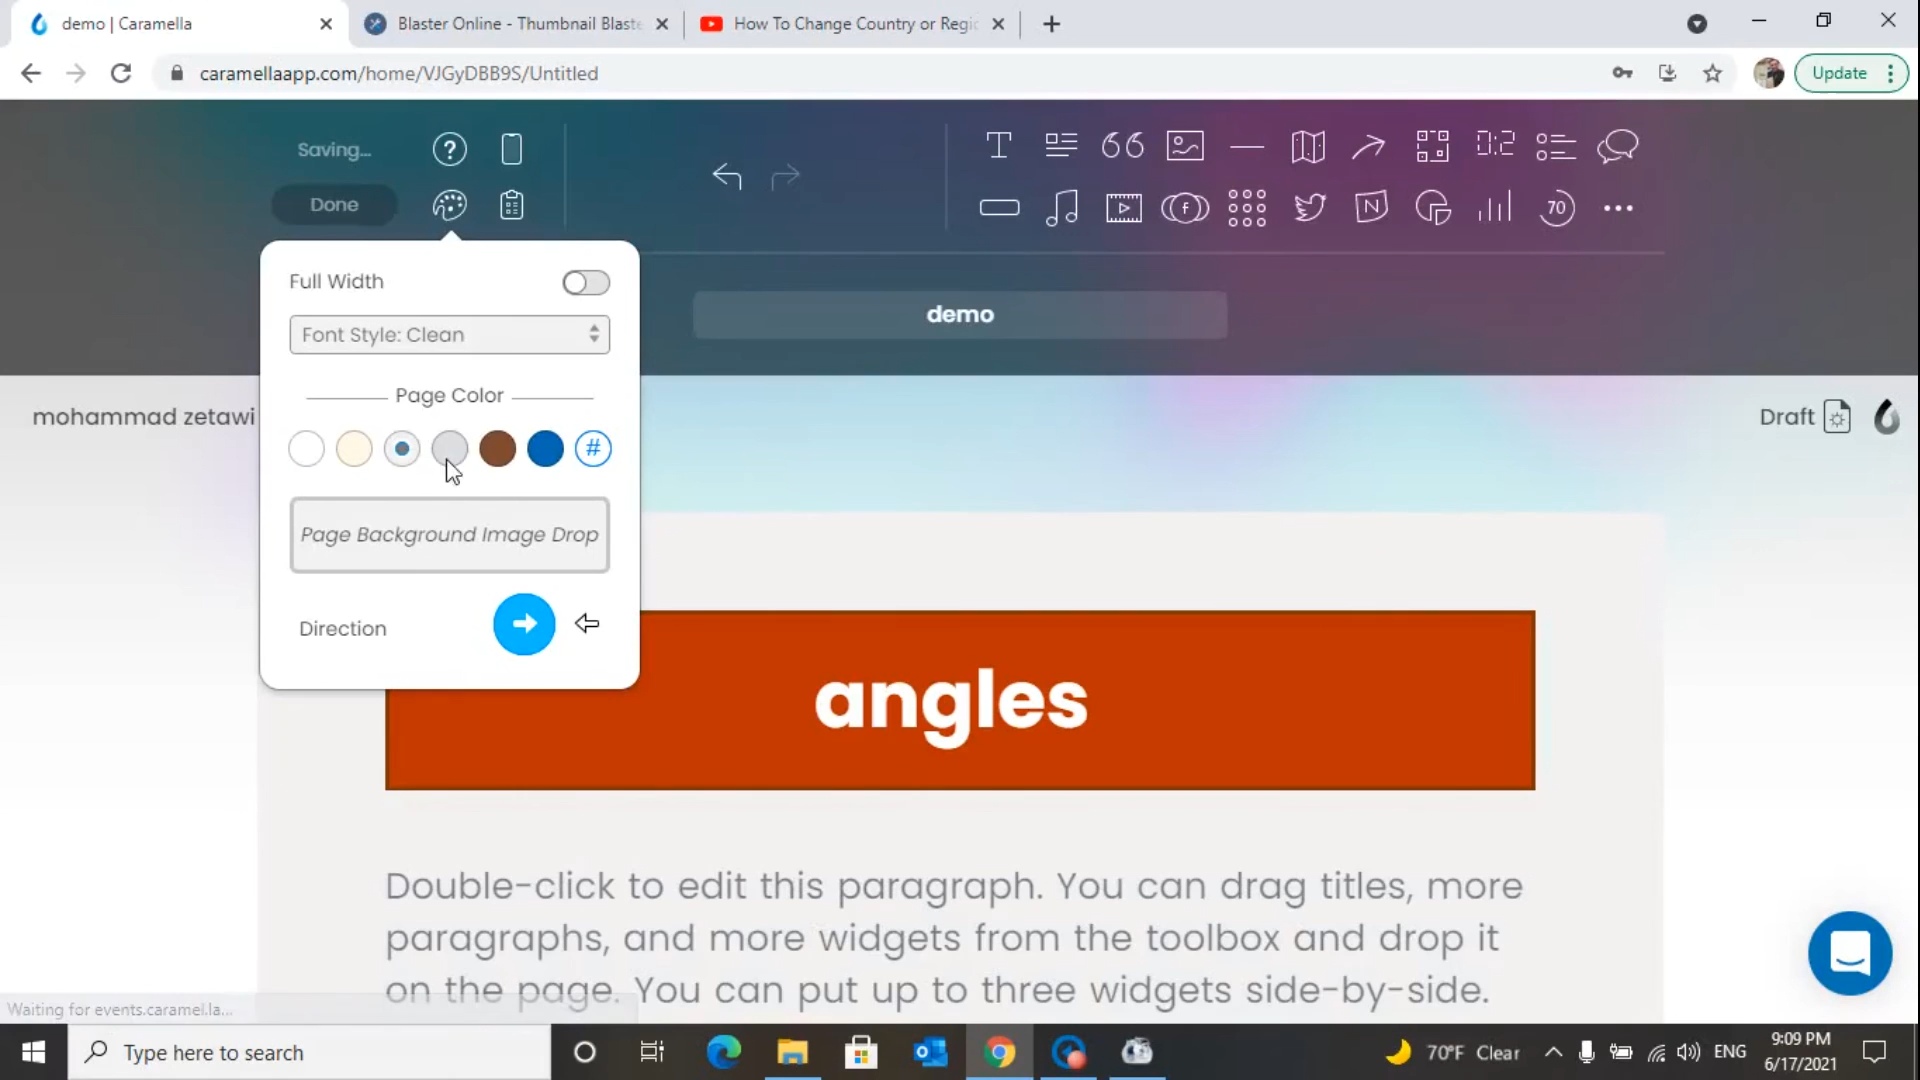 demo | Caramella
Blaster Online - Thumbnail Blaste
How To Change Country or Regi
caramellaapp.com/home/VJGyDBB9S/Untitled
Update
Saving...
Done
70
Full Width
Font Style: Clean
demo
Page Color
#
mohammad zetawi
Draft
Page Background Image Drop
Direction
angles
Double-click to edit this paragraph. You can drag titles, more
paragraphs, and more widgets from the toolbox and drop it
on the page. You can put up to three widgets side-by-side.
Waiting for events.caramel.la...
Type here to search
70°F Clear
ENG
9:09 PM
6/17/2021